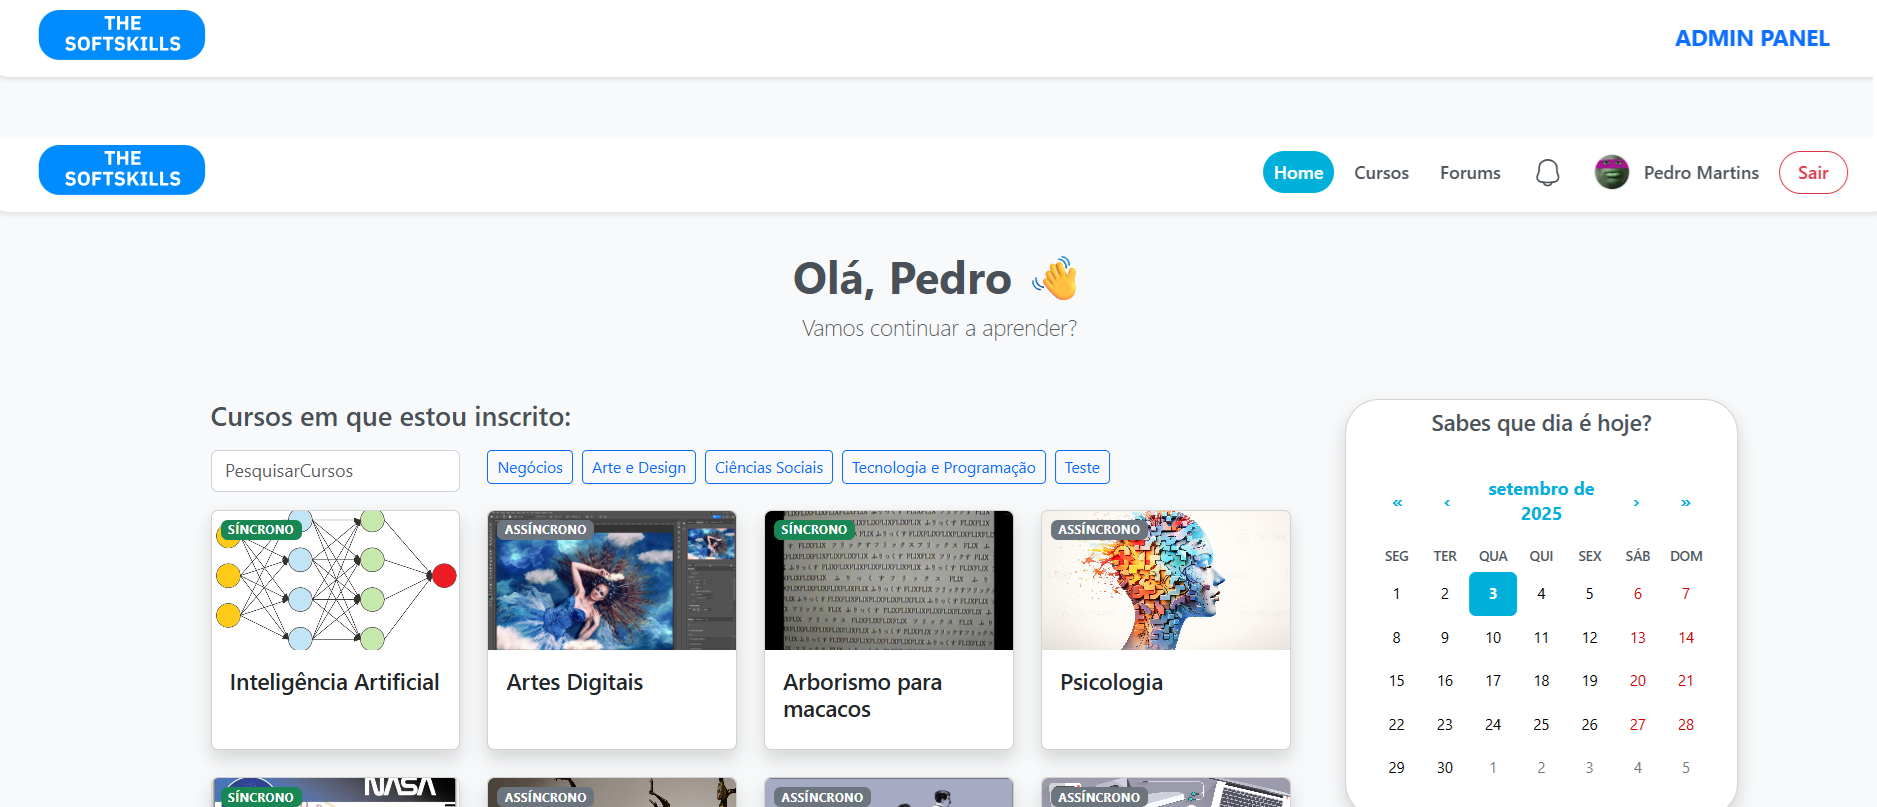 THE
SOFTSKILLS
ADMIN PANEL
THE
SOFTSKILLS
Home
Cursos
Forums
Pedro Martins
Sair
Olá, Pedro 👋
Vamos continuar a aprender?
Cursos em que estou inscrito:
PesquisarCursos
Negócios
Arte e Design
Ciências Sociais
Tecnologia e Programação
Teste
SÍNCRONO
Inteligência Artificial
ASSÍNCRONO
Artes Digitais
SÍNCRONO
Arborismo para
macacos
ASSÍNCRONO
Psicologia
SÍNCRONO
NASA
ASSÍNCRONO
ASSÍNCRONO
ASSÍNCRONO
Sabes que dia é hoje?
« ‹ setembro de
2025 › »
SEG TER QUA QUI SEX SÁB DOM
1 2 3 4 5 6 7
8 9 10 11 12 13 14
15 16 17 18 19 20 21
22 23 24 25 26 27 28
29 30 1 2 3 4 5